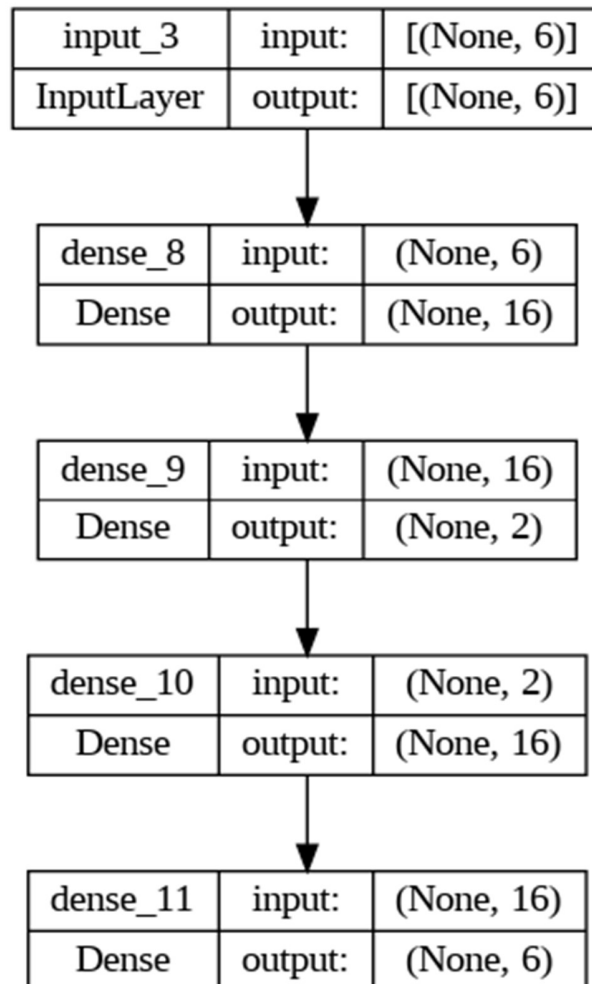 input_3 input: [(None, 6)]
InputLayer output: [(None, 6)]
dense_8 input: (None, 6)
Dense output: (None, 16)
dense_9 input: (None, 16)
Dense output: (None, 2)
dense_10 input: (None, 2)
Dense output: (None, 16)
dense_11 input: (None, 16)
Dense output: (None, 6)